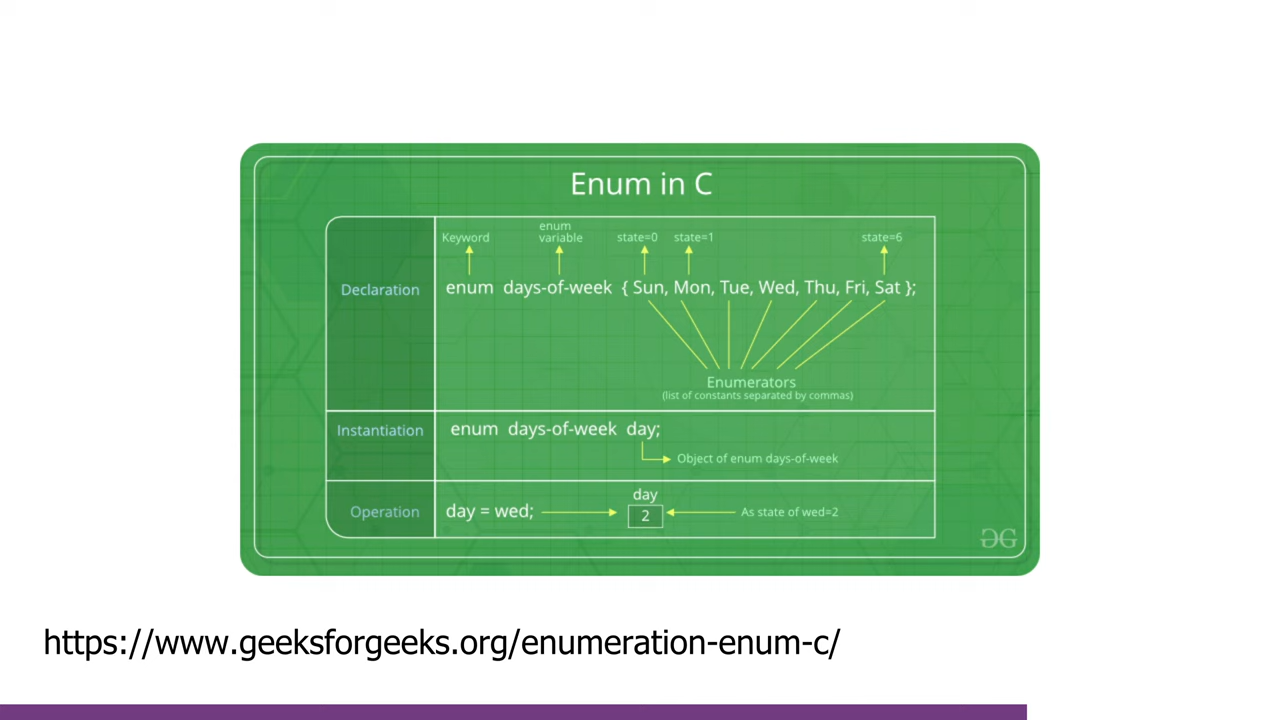 Enum in C
Keyword
enum
variable
state=0
state=1
state=6
Declaration
enum days-of-week { Sun, Mon, Tue, Wed, Thu, Fri, Sat };
Enumerators
(list of constants separated by commas)
Instantiation
enum days-of-week day;
Object of enum days-of-week
Operation
day = wed;
day
2
As state of wed=2
GG
https://www.geeksforgeeks.org/enumeration-enum-c/